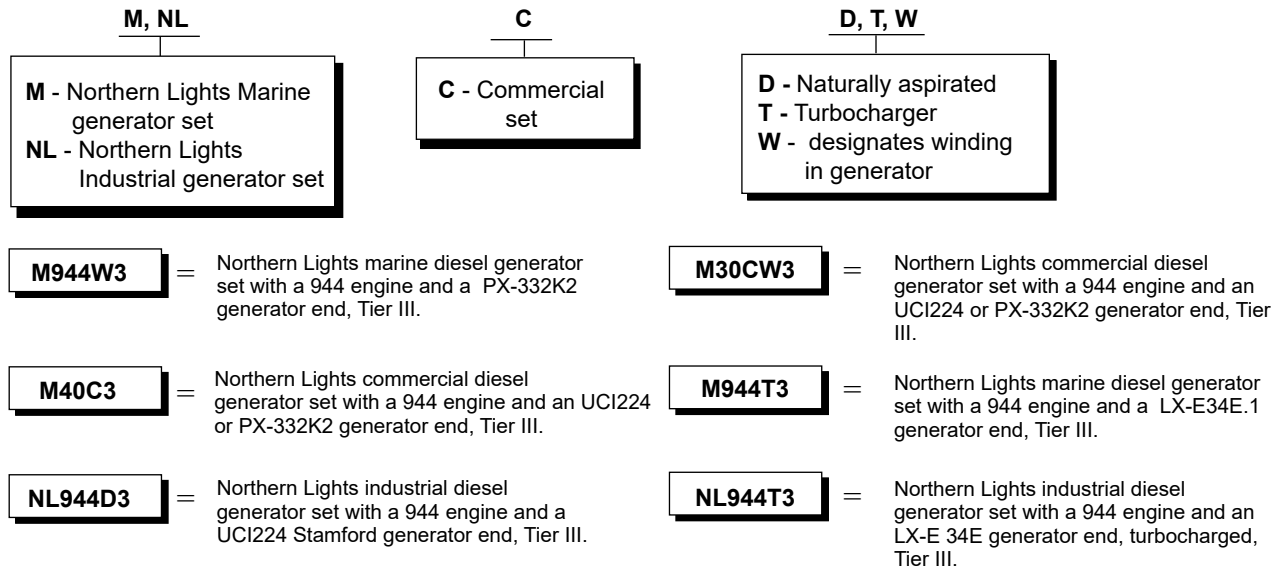 M, NL
M - Northern Lights Marine
generator set
NL - Northern Lights
Industrial generator set
C
C - Commercial
set
D, T, W
D - Naturally aspirated
T - Turbocharger
W - designates winding
in generator
M944W3 = Northern Lights marine diesel generator
set with a 944 engine and a PX-332K2
generator end, Tier III.
M30CW3 = Northern Lights commercial diesel
generator set with a 944 engine and an
UCI224 or PX-332K2 generator end, Tier
III.
M40C3 = Northern Lights commercial diesel
generator set with a 944 engine and an UCI224
or PX-332K2 generator end, Tier III.
M944T3 = Northern Lights marine diesel generator
set with a 944 engine and a LX-E34E.1
generator end, Tier III.
NL944D3 = Northern Lights industrial diesel
generator set with a 944 engine and a
UCI224 Stamford generator end, Tier III.
NL944T3 = Northern Lights industrial diesel
generator set with a 944 engine and an
LX-E 34E generator end, turbocharged,
Tier III.